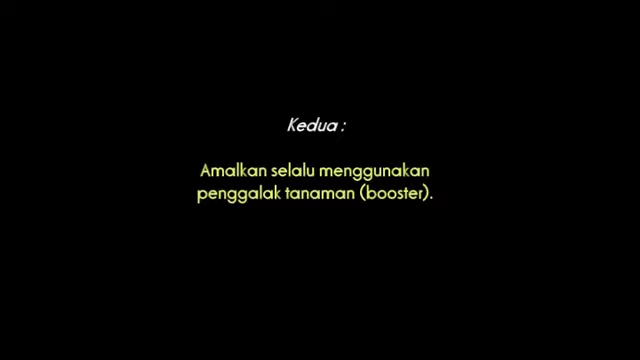 Kedua :
Amalkan selalu menggunakan
penggalak tanaman (booster).